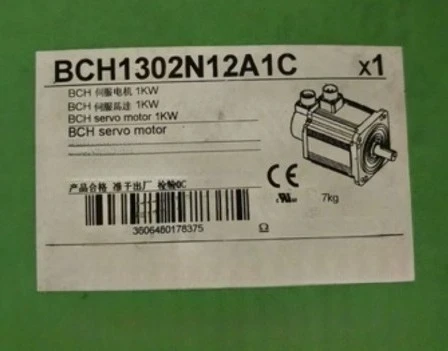 BCH1302N12A1C x1
BCH 伺服电机 1KW
BCH 伺服馬達 1KW
BCH servo motor 1KW
BCH servo motor
产品合格 准予出厂 检验QC
CE
7kg
3606480178375